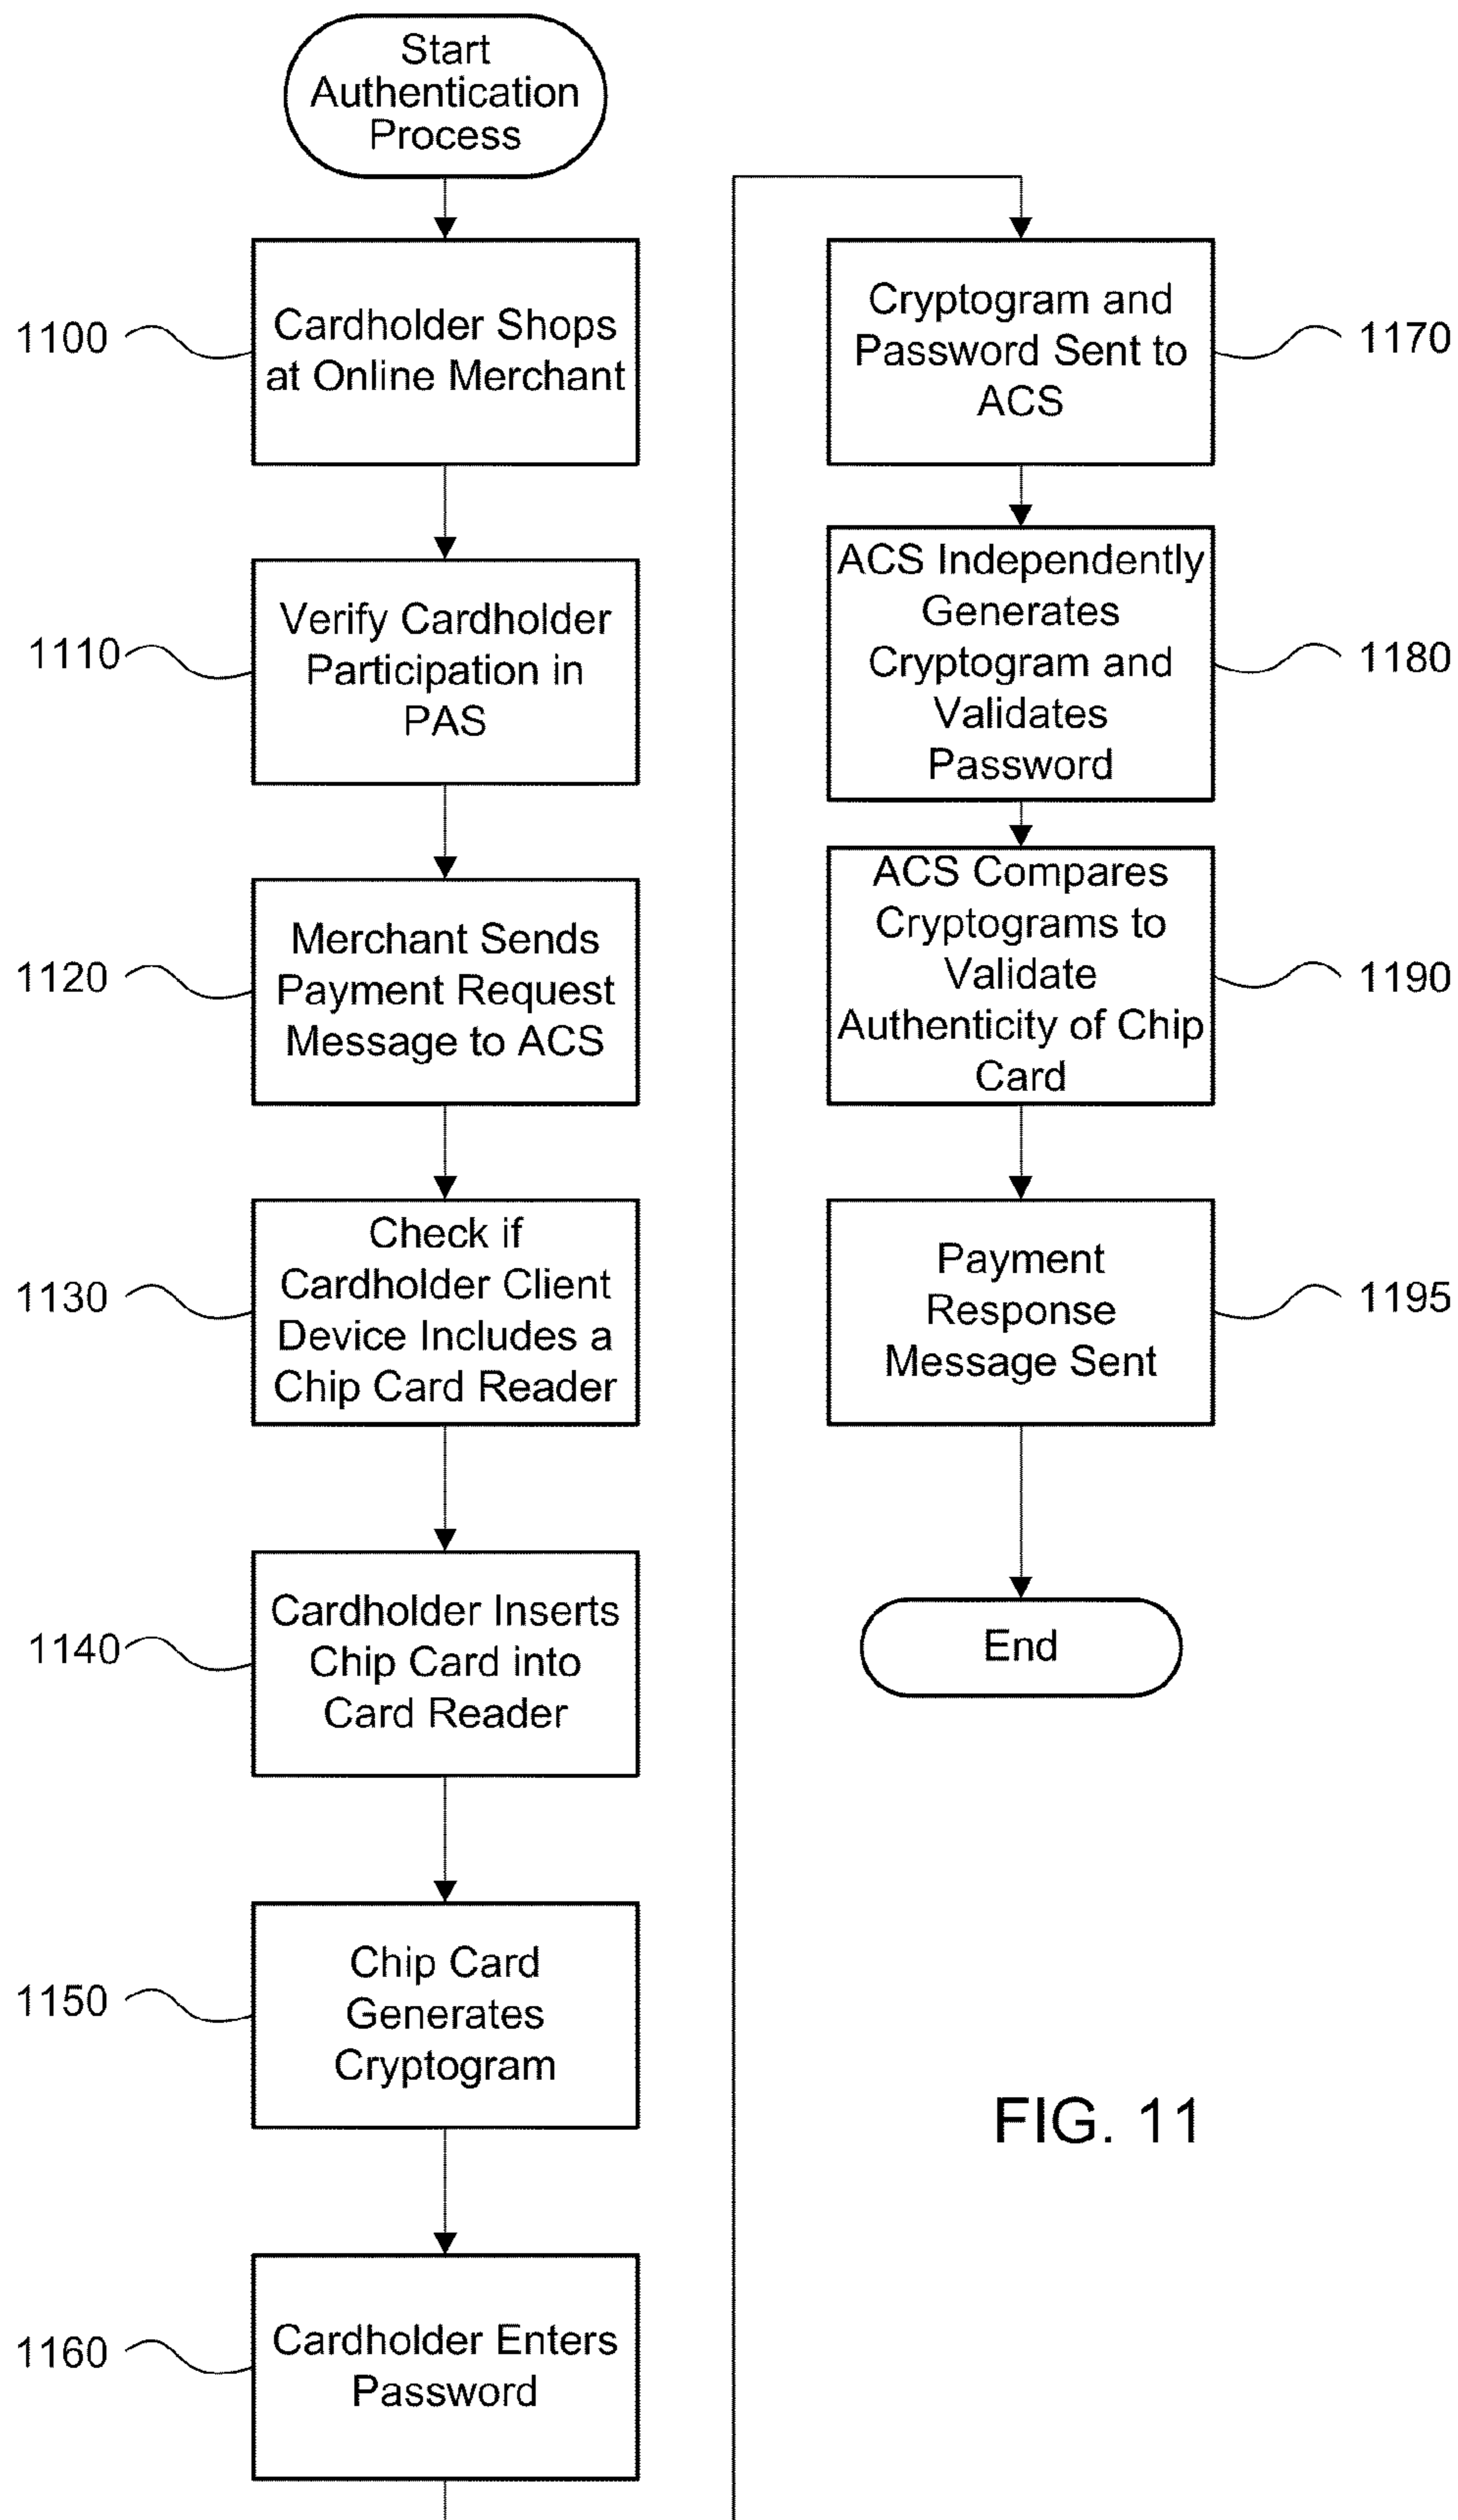 Start
Authentication
Process
1100
Cardholder Shops
at Online Merchant
1110
Verify Cardholder
Participation in
PAS
1120
Merchant Sends
Payment Request
Message to ACS
1130
Check if
Cardholder Client
Device Includes a
Chip Card Reader
1140
Cardholder Inserts
Chip Card into
Card Reader
1150
Chip Card
Generates
Cryptogram
1160
Cardholder Enters
Password
Cryptogram and
Password Sent to
ACS
1170
ACS Independently
Generates
Cryptogram and
Validates
Password
1180
ACS Compares
Cryptograms to
Validate
Authenticity of Chip
Card
1190
Payment
Response
Message Sent
1195
End
FIG. 11